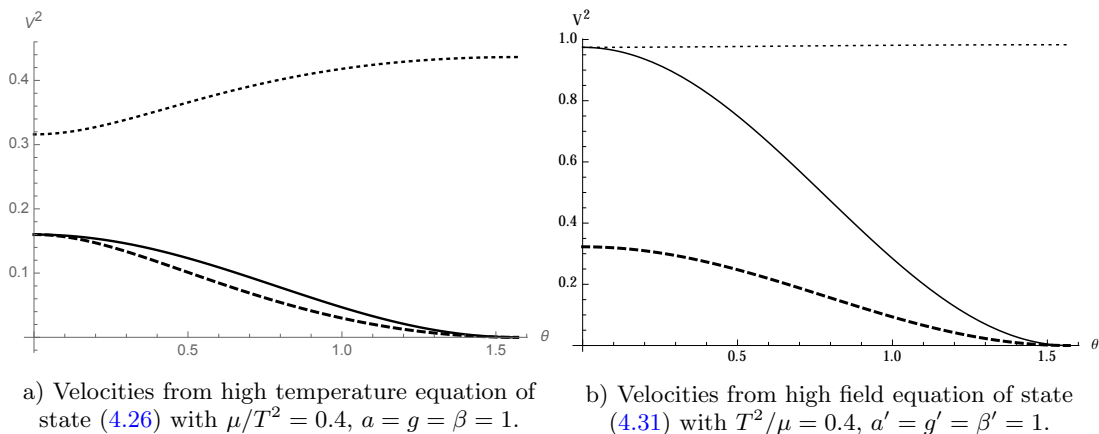 V²
0.4
0.3
0.2
0.1
0.5
1.0
1.5
θ
a) Velocities from high temperature equation of
state (4.26) with μ/T² = 0.4, a = g = β = 1.
V²
1.0
0.8
0.6
0.4
0.2
0.5
1.0
1.5
θ
b) Velocities from high field equation of state
(4.31) with T²/μ = 0.4, a′ = g′ = β′ = 1.